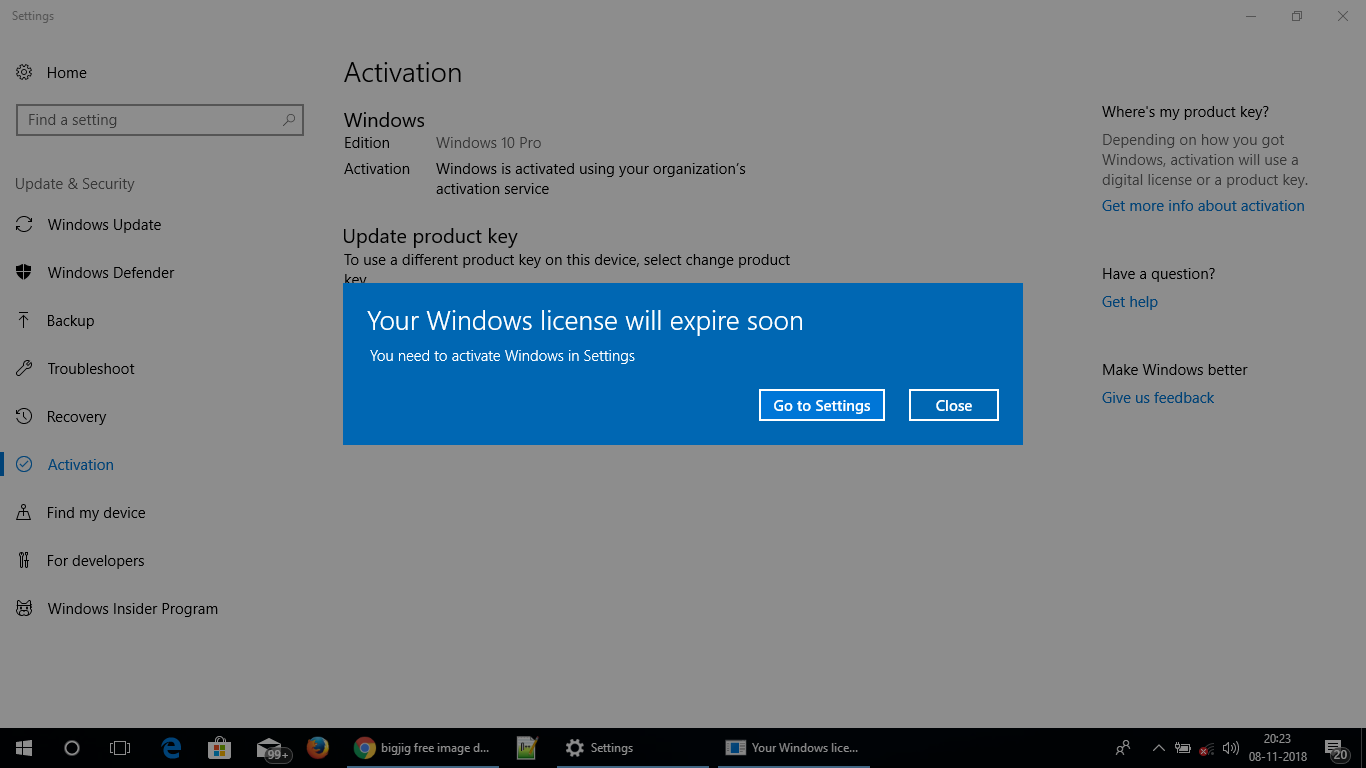 Settings
Home
Find a setting
Update & Security
Windows Update
Windows Defender
Backup
Troubleshoot
Recovery
Activation
Find my device
For developers
Windows Insider Program
Activation
Windows
Edition Windows 10 Pro
Activation Windows is activated using your organization's
activation service
Update product key
To use a different product key on this device, select change product
key
Your Windows license will expire soon
You need to activate Windows in Settings
Go to Settings Close
Where's my product key?
Depending on how you got
Windows, activation will use a
digital license or a product key.
Get more info about activation
Have a question?
Get help
Make Windows better
Give us feedback
99+
bigjig free image d...
Settings
Your Windows lice...
20:23
08-11-2018
20